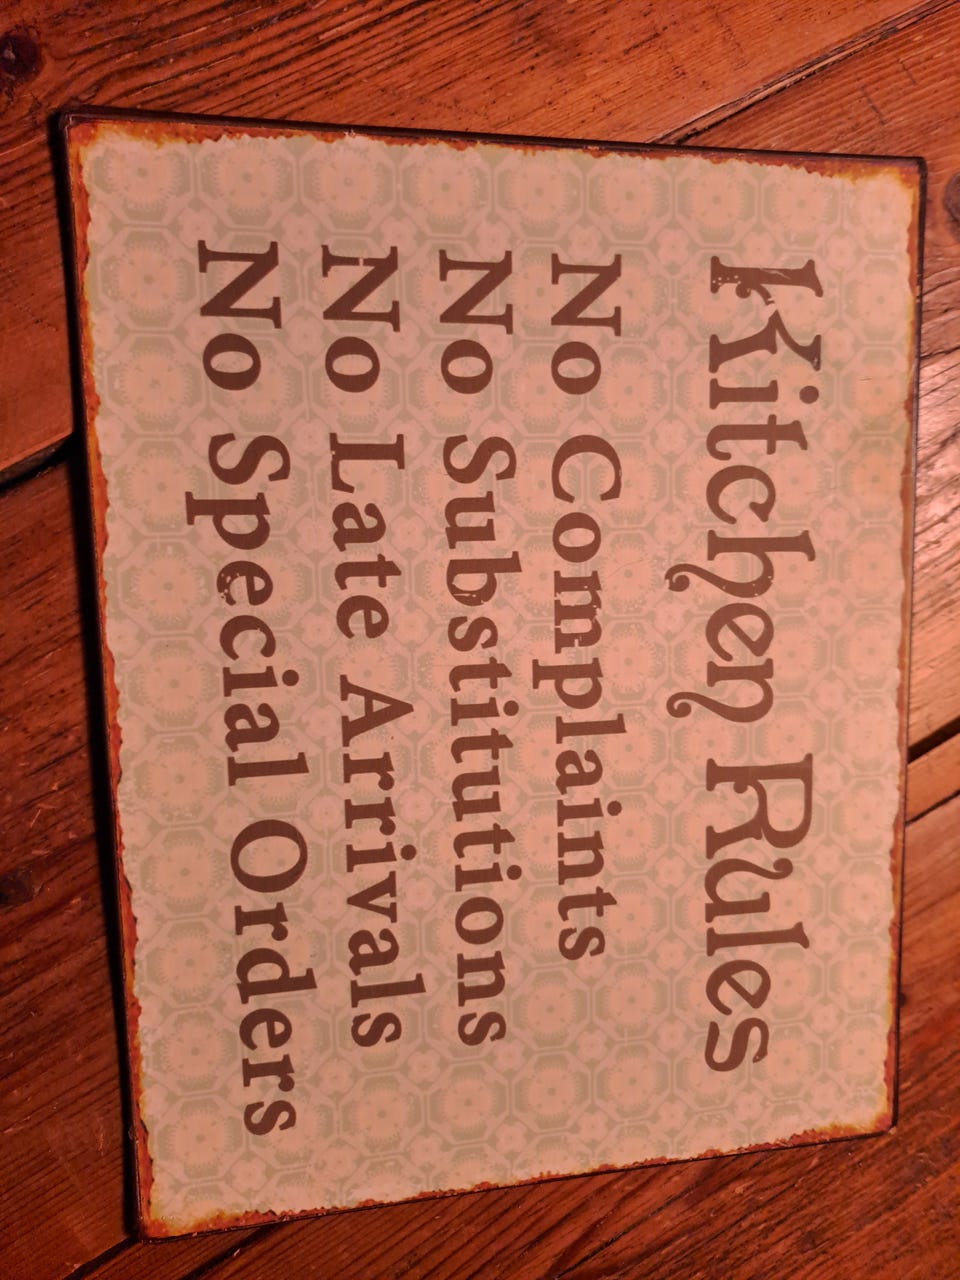 Kitchen Rules
No Complaints
No Substitutions
No Late Arrivals
No Special Orders